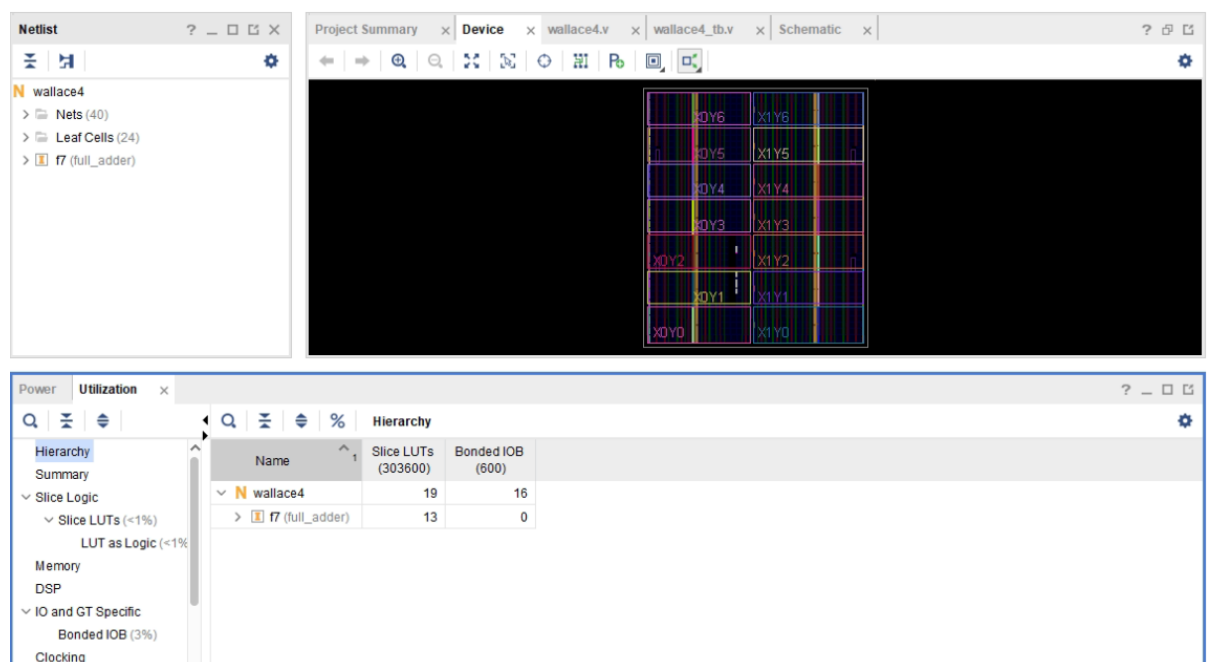 Netlist
? _
N wallace4
> Nets (40)
> Leaf Cells (24)
> f7 (full_adder)
Project Summary × Device × wallace4.v × wallace4_tb.v × Schematic ×
?
X0Y6 X1Y6
X0Y5 X1Y5
X0Y4 X1Y4
X0Y3 X1Y3
X0Y2 X1Y2
X0Y1 X1Y1
X0Y0 X1Y0
Power Utilization ×
? _
Hierarchy
Summary
Slice Logic
Slice LUTs (<1%)
LUT as Logic (<1%
Memory
DSP
IO and GT Specific
Bonded IOB (3%)
Clocking
% Hierarchy
Name 1 Slice LUTs (303600) Bonded IOB (600)
N wallace4 19 16
> f7 (full_adder) 13 0